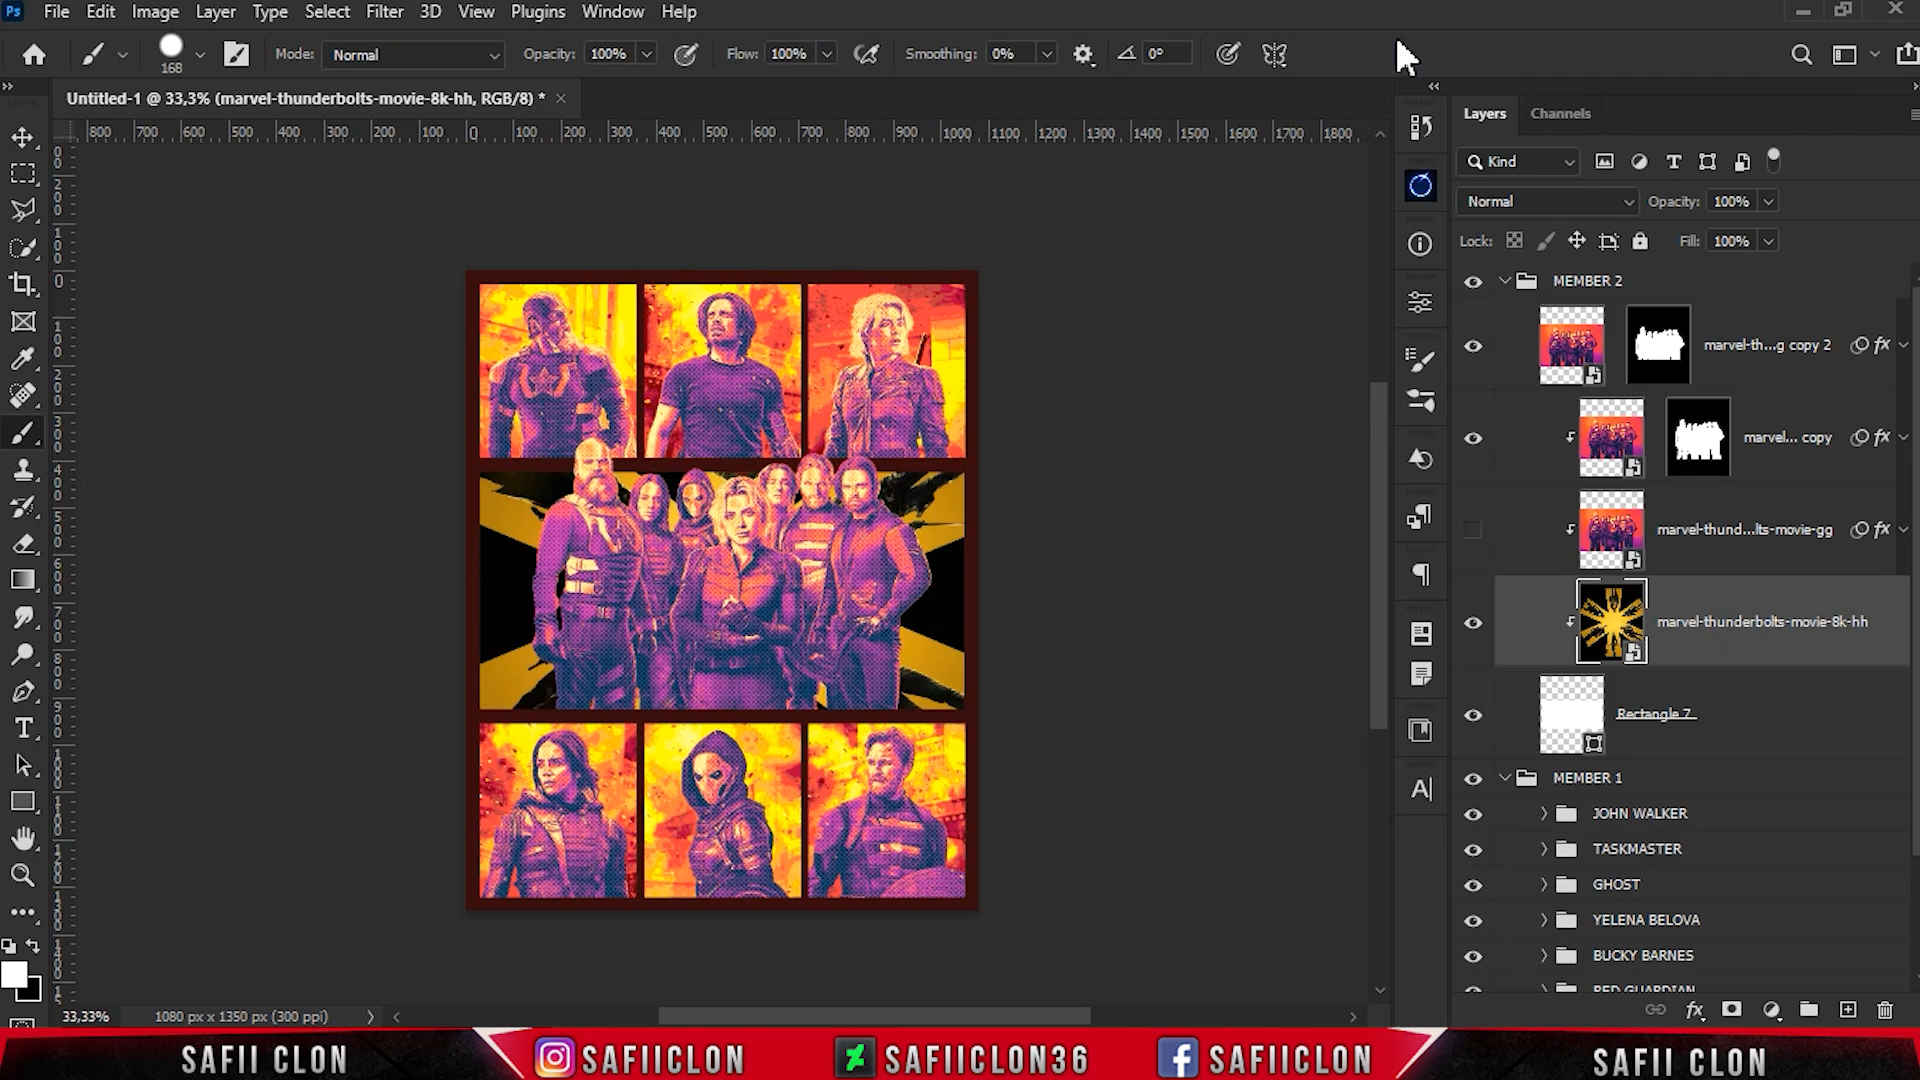 Ps File Edit Image Layer Type Select Filter 3D View Plugins Window Help
168 Mode: Normal Opacity: 100% Flow: 100% Smoothing: 0% 0°
Untitled-1 @ 33,3% (marvel-thunderbolts-movie-8k-hh, RGB/8) *
800 700 600 500 400 300 200 100 0 100 200 300 400 500 600 700 800 900 1000 1100 1200 1300 1400 1500 1600 1700 1800
Layers Channels
Kind
Normal Opacity: 100%
Lock: Fill: 100%
MEMBER 2
marvel-th...g copy 2 fx
marvel... copy fx
marvel-thund...lts-movie-gg fx
marvel-thunderbolts-movie-8k-hh
Rectangle 7
MEMBER 1
JOHN WALKER
TASKMASTER
GHOST
YELENA BELOVA
BUCKY BARNES
RED GUARDIAN
33,33% 1080 px x 1350 px (300 ppi)
SAFII CLON SAFIICLON SAFIICLON36 SAFIICLON SAFII CLON